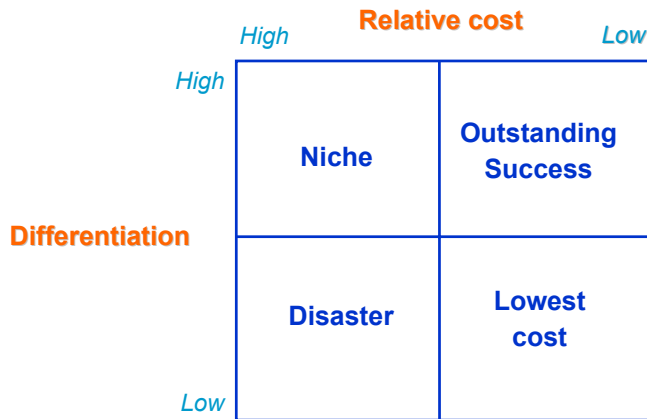 Relative cost
High
Low
High
Niche
Outstanding
Success
Differentiation
Disaster
Lowest
cost
Low